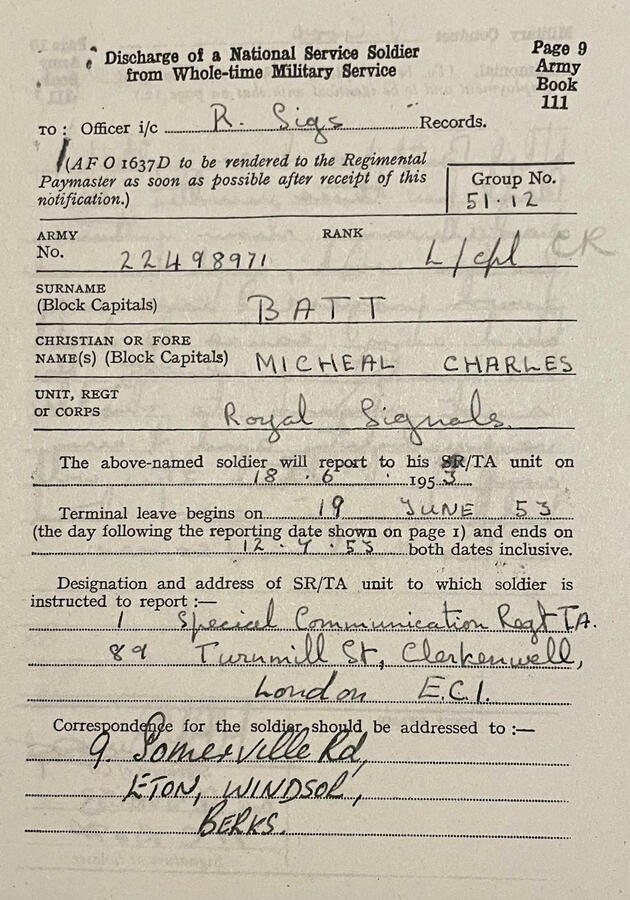 Discharge of a National Service Soldier
from Whole-time Military Service
Page 9
Army
Book
111
TO : Officer i/c R. Sigs Records.
(A F O 1637D to be rendered to the Regimental
Paymaster as soon as possible after receipt of this
notification.)
Group No.
51.12
ARMY
No. 22498971
RANK
L/cpl
CR
SURNAME
(Block Capitals) BATT
CHRISTIAN OR FORE
NAME(S) (Block Capitals) MICHEAL CHARLES
UNIT, REGT
OR CORPS Royal Signals.
The above-named soldier will report to his SR/TA unit on
18 . 6 . 1953
Terminal leave begins on 19 JUNE 53
(the day following the reporting date shown on page 1) and ends on
12 . 7 . 53 both dates inclusive.
Designation and address of SR/TA unit to which soldier is
instructed to report :—
1 Special Communication Regt TA.
89 Turnmill St, Clerkenwell,
London E.C.1.
Correspondence for the soldier should be addressed to :—
9. Somerville Rd,
ETON, WINDSOR,
BERKS.